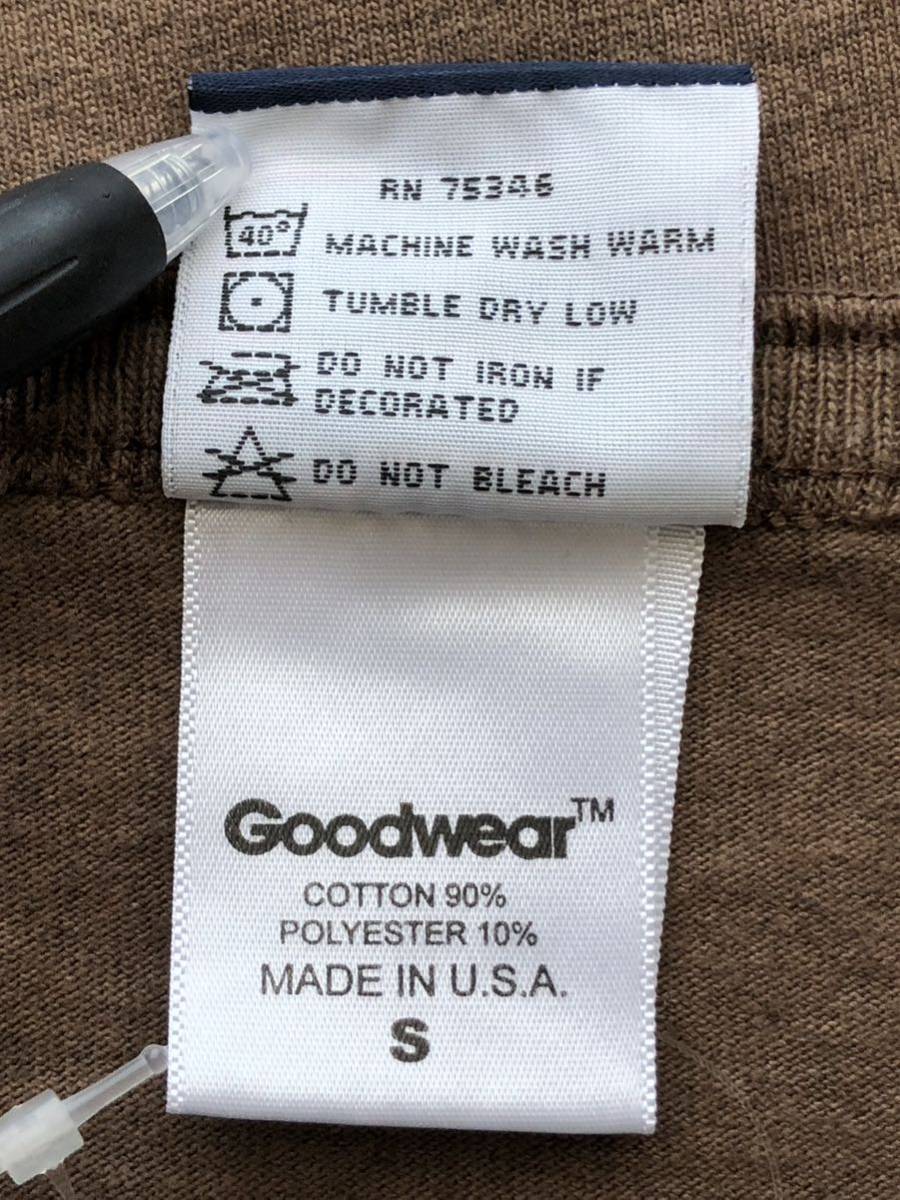 RN 75346
40° MACHINE WASH WARM
TUMBLE DRY LOW
DO NOT IRON IF
DECORATED
DO NOT BLEACH
Goodwear™
COTTON 90%
POLYESTER 10%
MADE IN U.S.A.
S